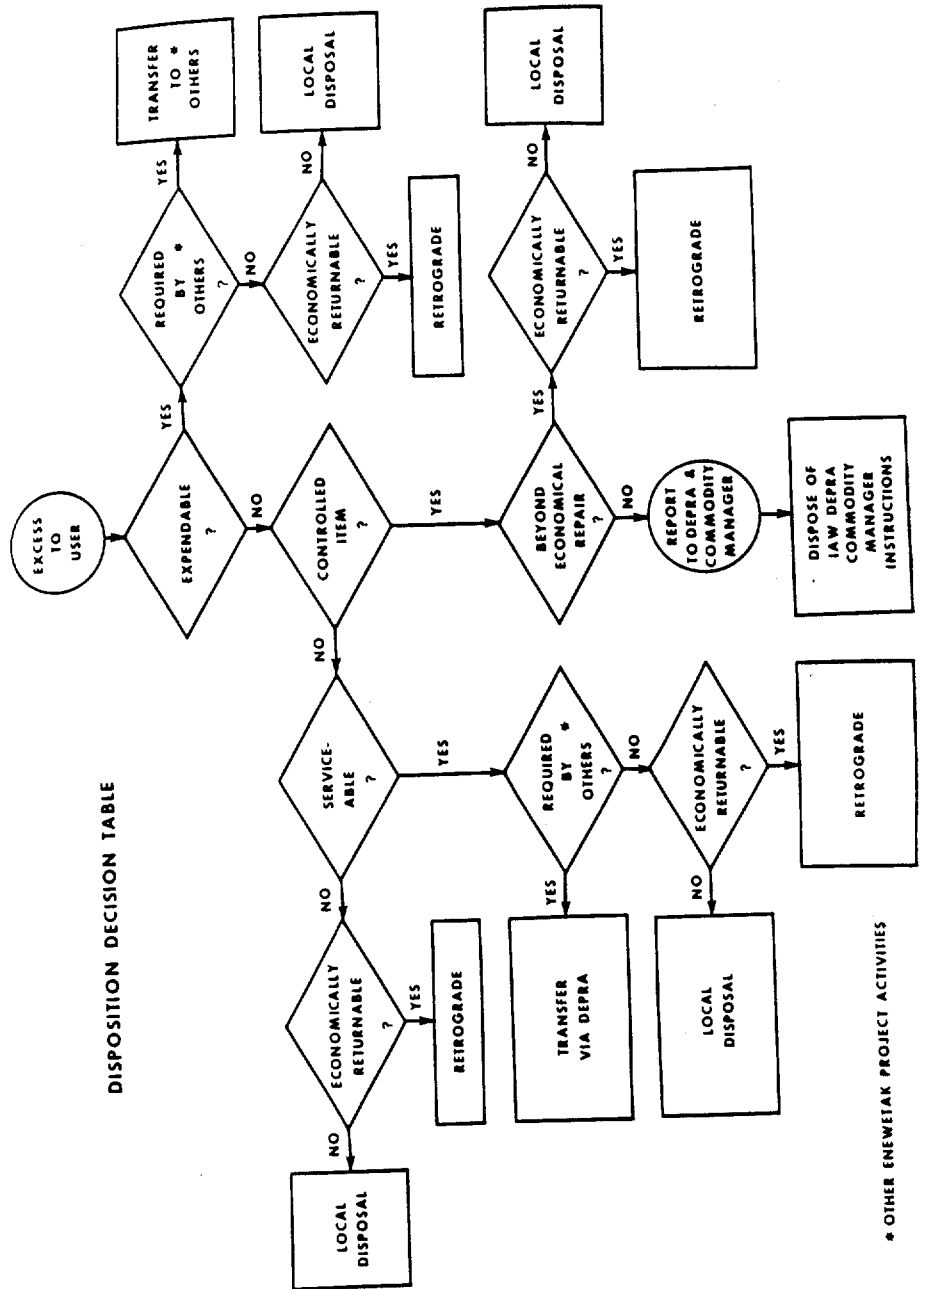 DISPOSITION DECISION TABLE
EXCESS
TO
USER
EXPENDABLE
?
YES
REQUIRED
BY *
OTHERS
?
YES
TRANSFER
TO *
OTHERS
NO
ECONOMICALLY
RETURNABLE
?
NO
LOCAL
DISPOSAL
YES
RETROGRADE
NO
CONTROLLED
ITEM
?
NO
SERVICE-
ABLE
?
NO
ECONOMICALLY
RETURNABLE
?
NO
LOCAL
DISPOSAL
YES
RETROGRADE
YES
REQUIRED
BY *
OTHERS
?
YES
TRANSFER
VIA DEPRA
NO
ECONOMICALLY
RETURNABLE
?
NO
LOCAL
DISPOSAL
YES
RETROGRADE
YES
BEYOND
ECONOMICAL
REPAIR
?
YES
ECONOMICALLY
RETURNABLE
?
NO
LOCAL
DISPOSAL
YES
RETROGRADE
NO
REPORT
TO DEPRA &
COMMODITY
MANAGER
DISPOSE OF
IAW DEPRA
COMMODITY
MANAGER
INSTRUCTIONS
* OTHER ENEWETAK PROJECT ACTIVITIES